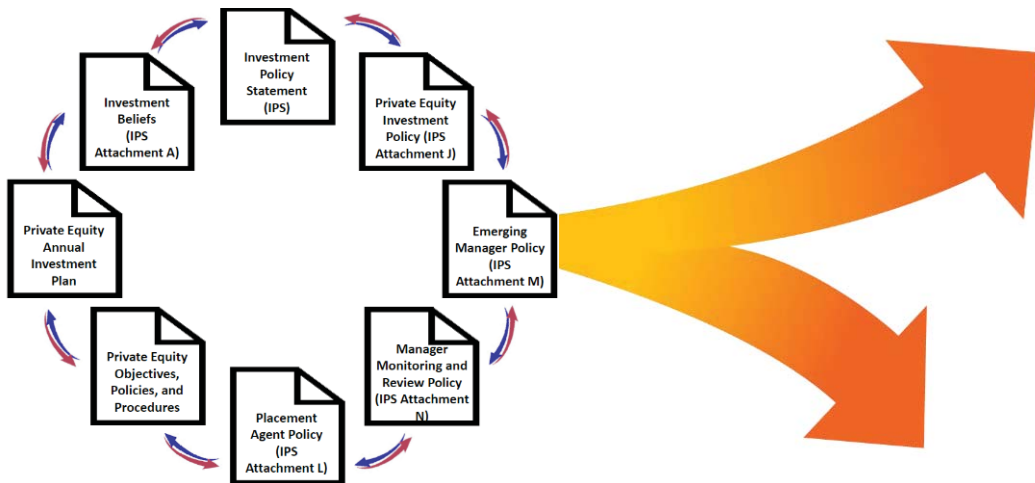 Investment
Policy
Statement
(IPS)
Private Equity
Investment
Policy (IPS
Attachment J)
Emerging
Manager Policy
(IPS
Attachment M)
Manager
Monitoring and
Review Policy
(IPS Attachment
N)
Placement
Agent Policy
(IPS
Attachment L)
Private Equity
Objectives,
Policies, and
Procedures
Private Equity
Annual
Investment
Plan
Investment
Beliefs
(IPS
Attachment A)